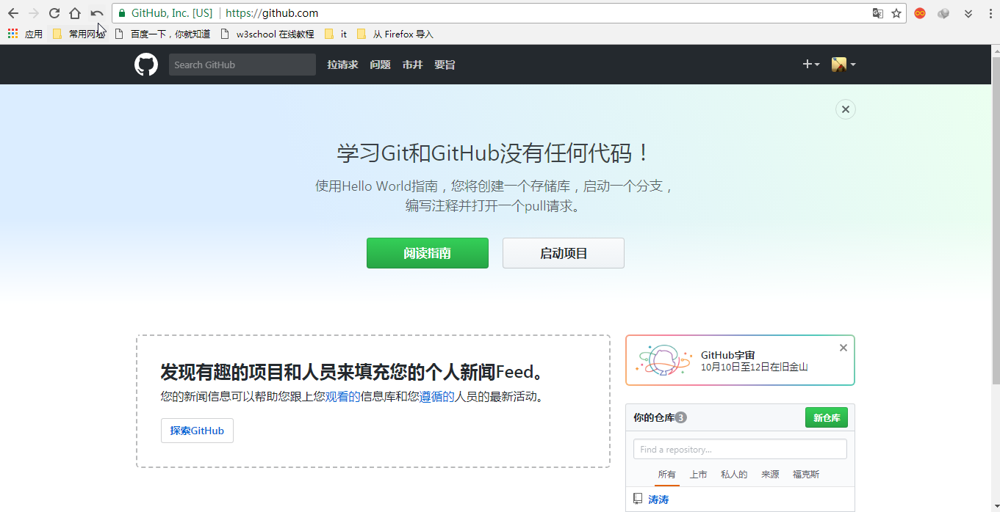 GitHub, Inc. [US] https://github.com
应用 常用网址 百度一下，你就知道 w3school 在线教程 it 从 Firefox 导入
Search GitHub 拉请求 问题 市井 要旨
学习Git和GitHub没有任何代码！
使用Hello World指南，您将创建一个存储库，启动一个分支，
编写注释并打开一个pull请求。
阅读指南 启动项目
发现有趣的项目和人员来填充您的个人新闻Feed。
您的新闻信息可以帮助您跟上您观看的信息库和您遵循的人员的最新活动。
探索GitHub
GitHub宇宙
10月10日至12日在旧金山
你的仓库 3 新仓库
Find a repository...
所有 上市 私人的 来源 福克斯
涛涛